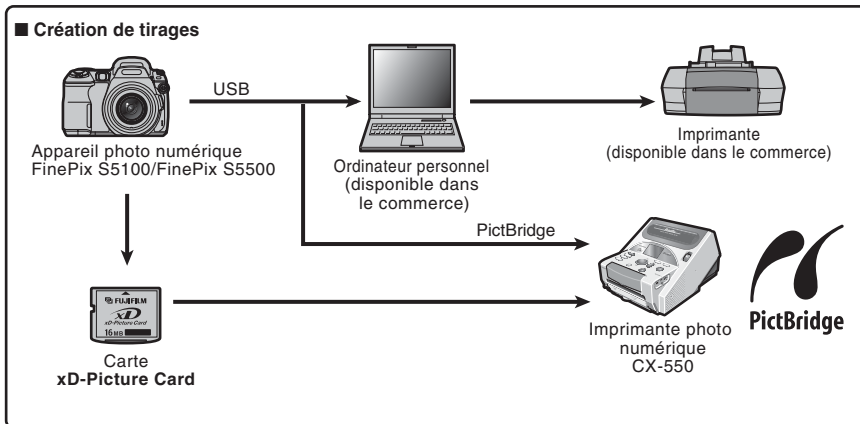 ■ Création de tirages
USB
Appareil photo numérique
FinePix S5100/FinePix S5500
Ordinateur personnel
(disponible dans
le commerce)
Imprimante
(disponible dans le commerce)
PictBridge
FUJIFILM
xD
xD-Picture Card
16 MB
Carte
xD-Picture Card
Imprimante photo
numérique
CX-550
PictBridge